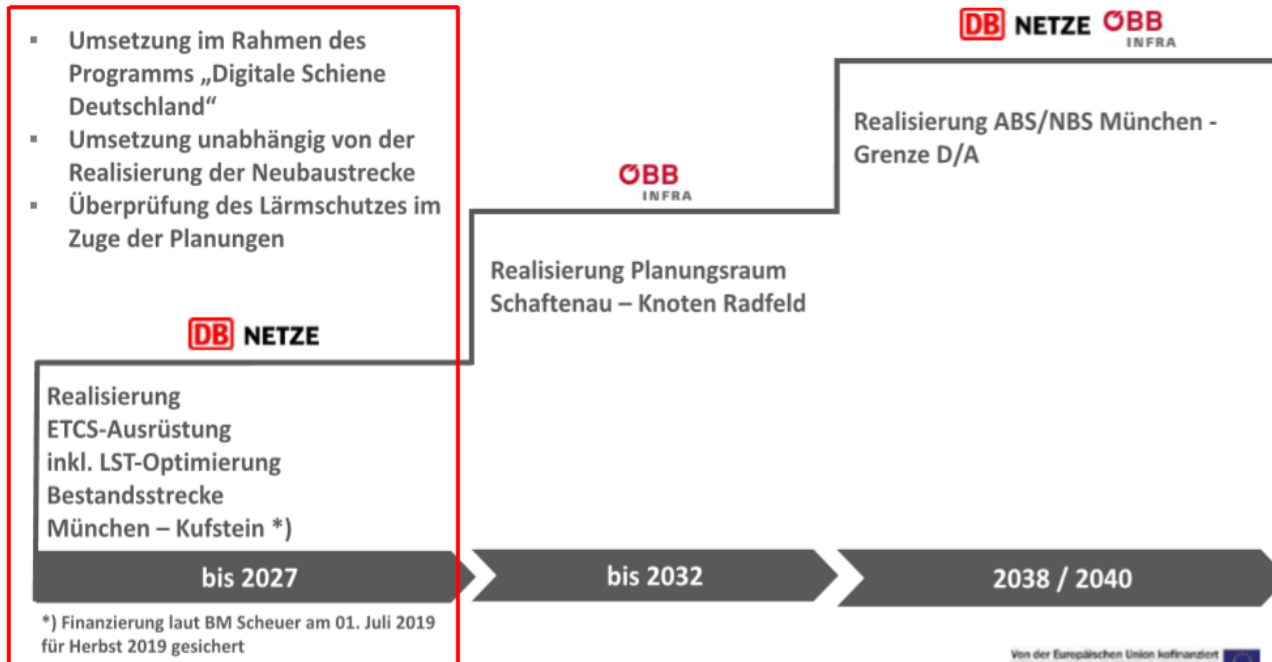 ▪ Umsetzung im Rahmen des
Programms „Digitale Schiene
Deutschland“
▪ Umsetzung unabhängig von der
Realisierung der Neubaustrecke
▪ Überprüfung des Lärmschutzes im
Zuge der Planungen
DB NETZE
Realisierung
ETCS-Ausrüstung
inkl. LST-Optimierung
Bestandsstrecke
München – Kufstein *)
bis 2027
*) Finanzierung laut BM Scheuer am 01. Juli 2019
für Herbst 2019 gesichert
ÖBB
INFRA
Realisierung Planungsraum
Schaftenau – Knoten Radfeld
bis 2032
DB NETZE ÖBB
INFRA
Realisierung ABS/NBS München -
Grenze D/A
2038 / 2040
Von der Europäischen Union kofinanziert